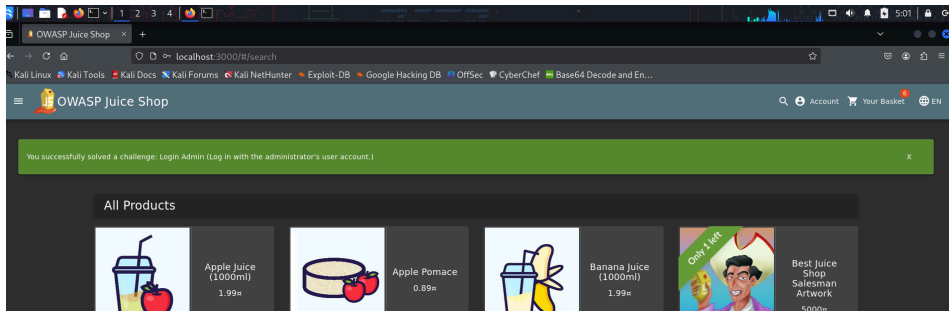 1 2 3 4
5:01
OWASP Juice Shop × +
localhost:3000/#/search
Kali Linux Kali Tools Kali Docs Kali Forums Kali NetHunter Exploit-DB Google Hacking DB OffSec CyberChef Base64 Decode and En…
OWASP Juice Shop
Account Your Basket 6 EN
You successfully solved a challenge: Login Admin (Log in with the administrator's user account.) X
All Products
Apple Juice
(1000ml)
1.99¤
Apple Pomace
0.89¤
Banana Juice
(1000ml)
1.99¤
Only 1 left
Best Juice
Shop
Salesman
Artwork
5000¤